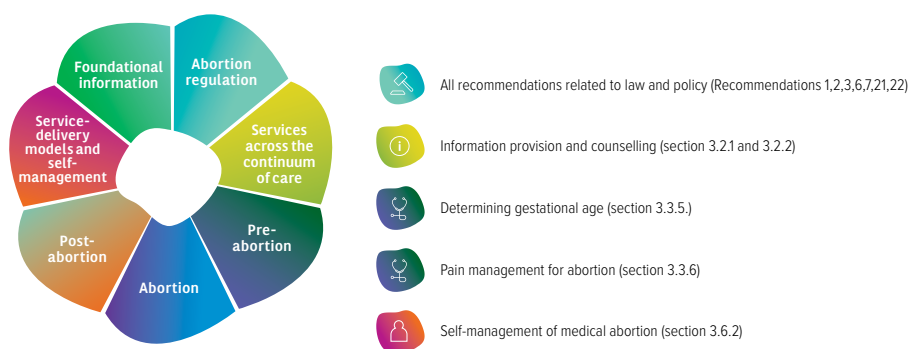 Foundational
information
Abortion
regulation
Services
across the
continuum
of care
Pre-
abortion
Abortion
Post-
abortion
Service-
delivery
models and
self-
management
All recommendations related to law and policy (Recommendations 1,2,3,6,7,21,22)
Information provision and counselling (section 3.2.1 and 3.2.2)
Determining gestational age (section 3.3.5.)
Pain management for abortion (section 3.3.6)
Self-management of medical abortion (section 3.6.2)